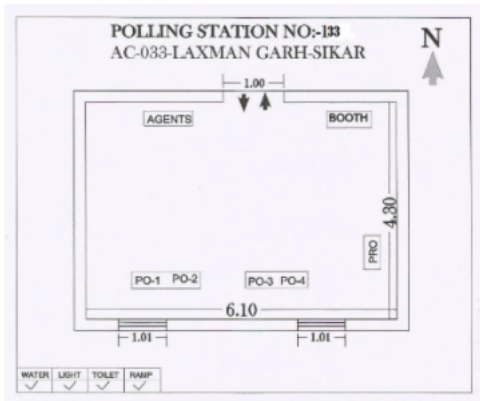 POLLING STATION NO:-133
AC-033-LAXMAN GARH-SIKAR
N
1.00
AGENTS
BOOTH
4.30
PRO
PO-1 PO-2
PO-3 PO-4
6.10
1.01
1.01
WATER LIGHT TOILET RAMP